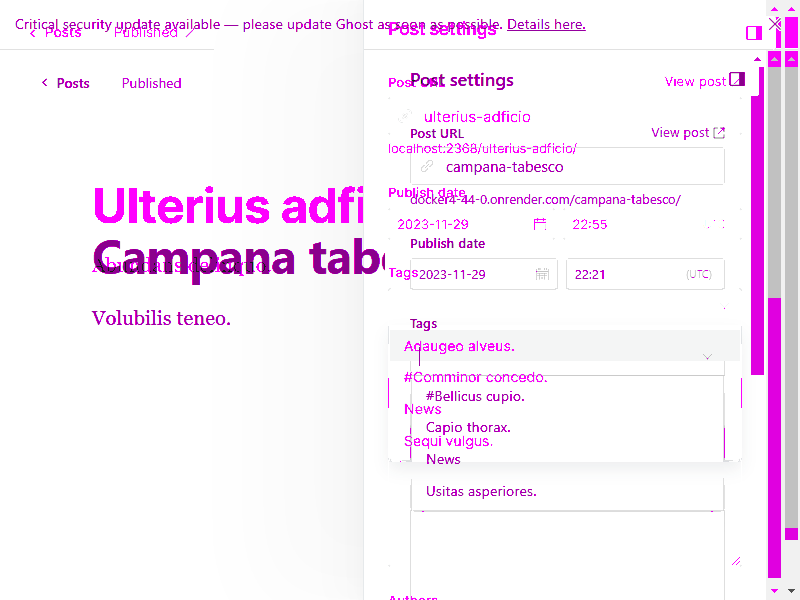 Critical security update available — please update Ghost as soon as possible. Details here.
Posts Published
Post settings
Posts Published
Post settings
View post
Post URL
ulterius-adficio
Post URL
View post
localhost:2368/ulterius-adficio/
campana-tabesco
Publish date
docker4-44-0.onrender.com/campana-tabesco/
Ulterius adfi
2023-11-29 22:55
Publish date
Campana tabe
Tags
2023-11-29 22:21 (UTC)
Volubilis teneo.
Tags
Adaugeo alveus.
#Comminor concedo.
#Bellicus cupio.
News
Capio thorax.
Sequi vulgus.
News
Usitas asperiores.
Authors